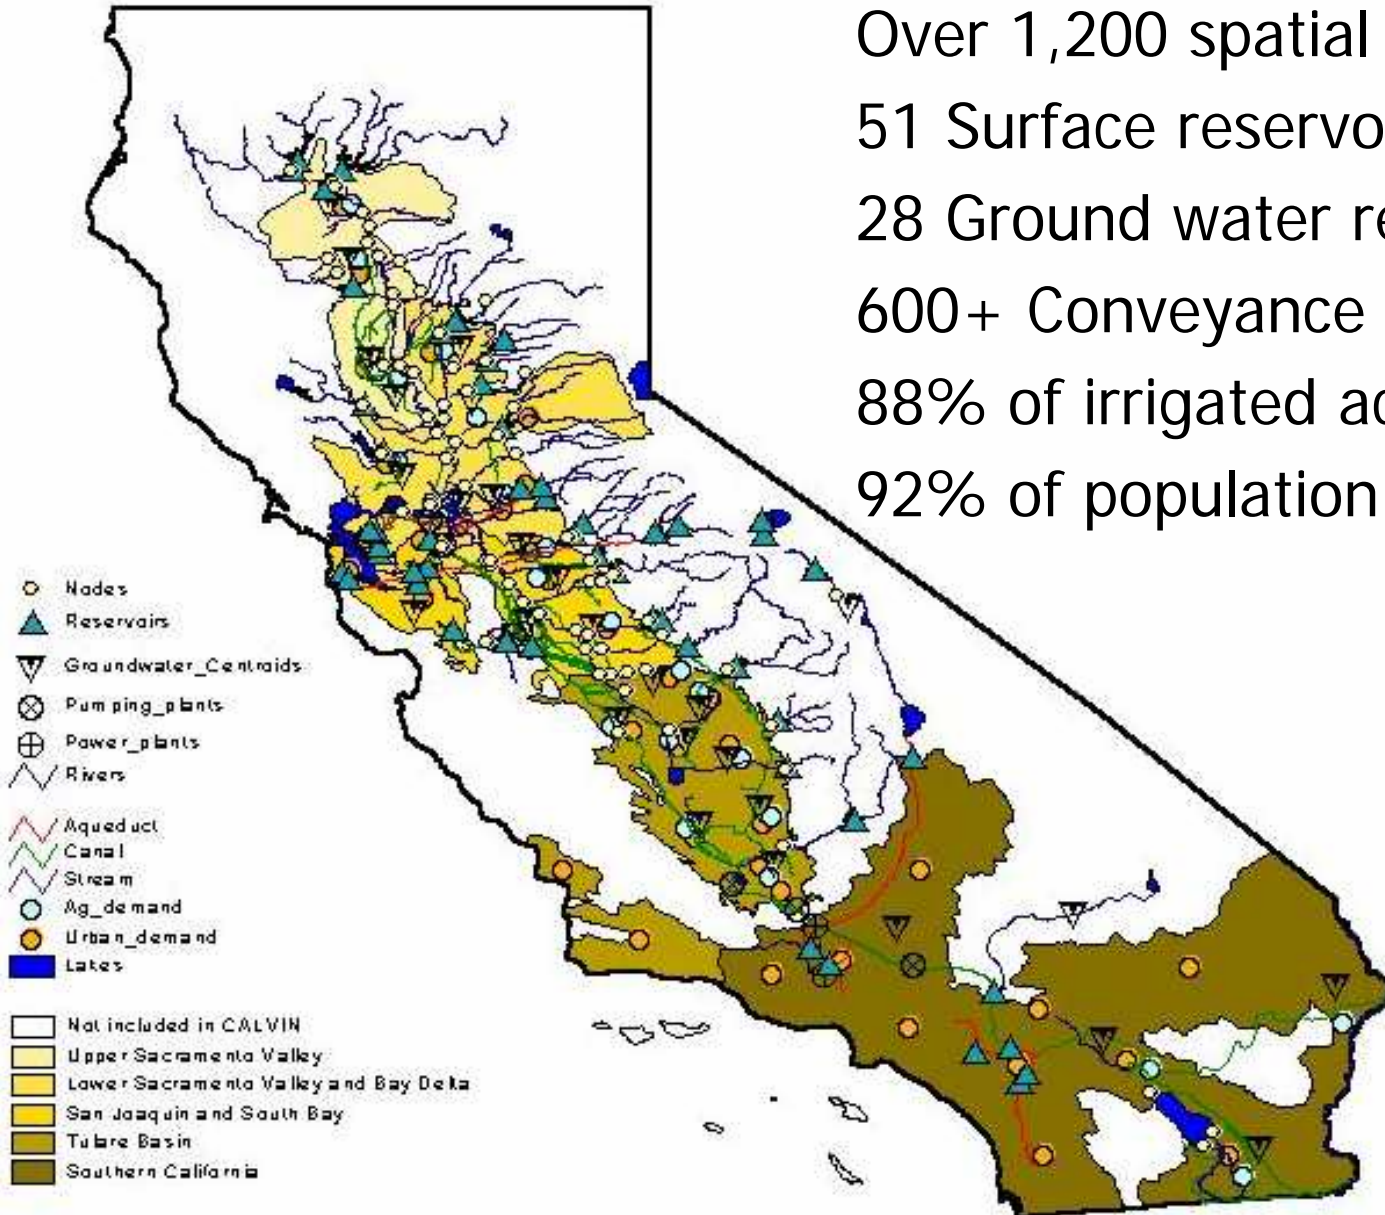 Over 1,200 spatial
51 Surface reservo
28 Ground water re
600+ Conveyance
88% of irrigated ac
92% of population
Nodes
Reservoirs
Groundwater_Centroids
Pumping_plants
Power_plants
Rivers
Aqueduct
Canal
Stream
Ag_demand
Urban_demand
Lakes
Not included in CALVIN
Upper Sacramento Valley
Lower Sacramento Valley and Bay Delta
San Joaquin and South Bay
Tulare Basin
Southern California